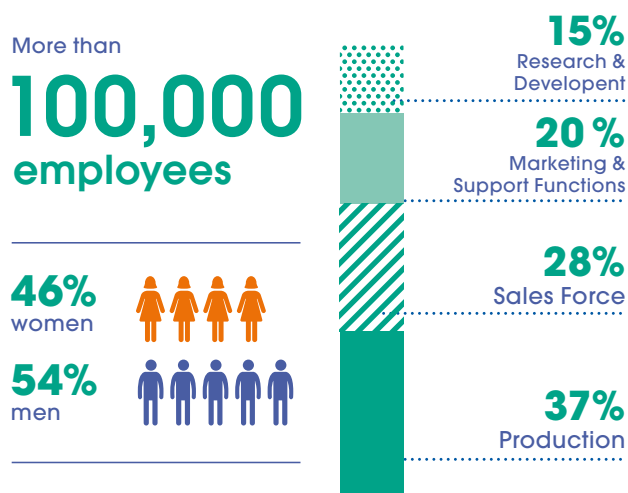 More than
100,000
employees
46%
women
54%
men
15%
Research &
Developent
20 %
Marketing &
Support Functions
28%
Sales Force
37%
Production